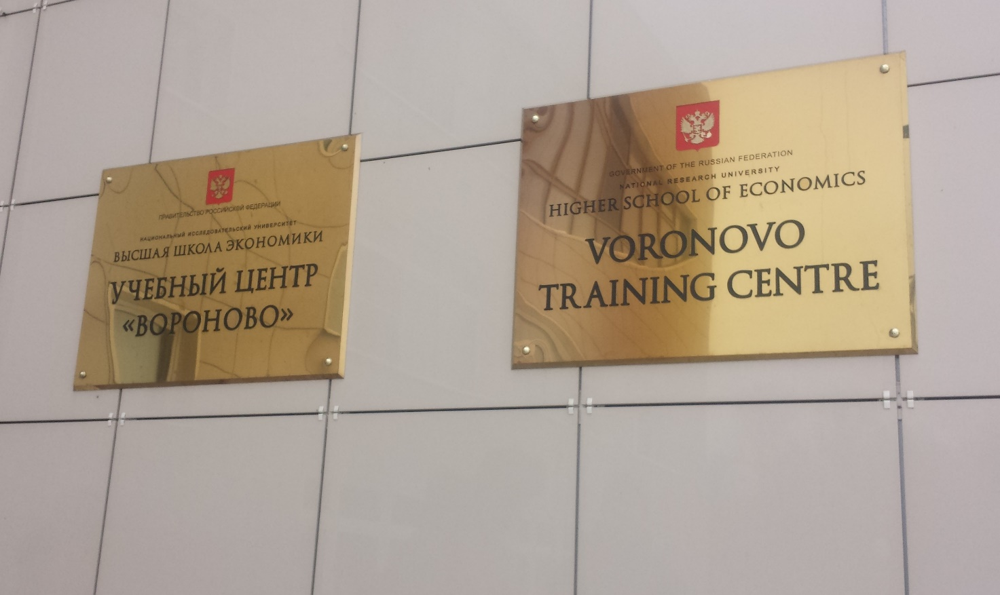 ПРАВИТЕЛЬСТВО РОССИЙСКОЙ ФЕДЕРАЦИИ
НАЦИОНАЛЬНЫЙ ИССЛЕДОВАТЕЛЬСКИЙ УНИВЕРСИТЕТ
ВЫСШАЯ ШКОЛА ЭКОНОМИКИ
УЧЕБНЫЙ ЦЕНТР
«ВОРОНОВО»
GOVERNMENT OF THE RUSSIAN FEDERATION
NATIONAL RESEARCH UNIVERSITY
HIGHER SCHOOL OF ECONOMICS
VORONOVO
TRAINING CENTRE